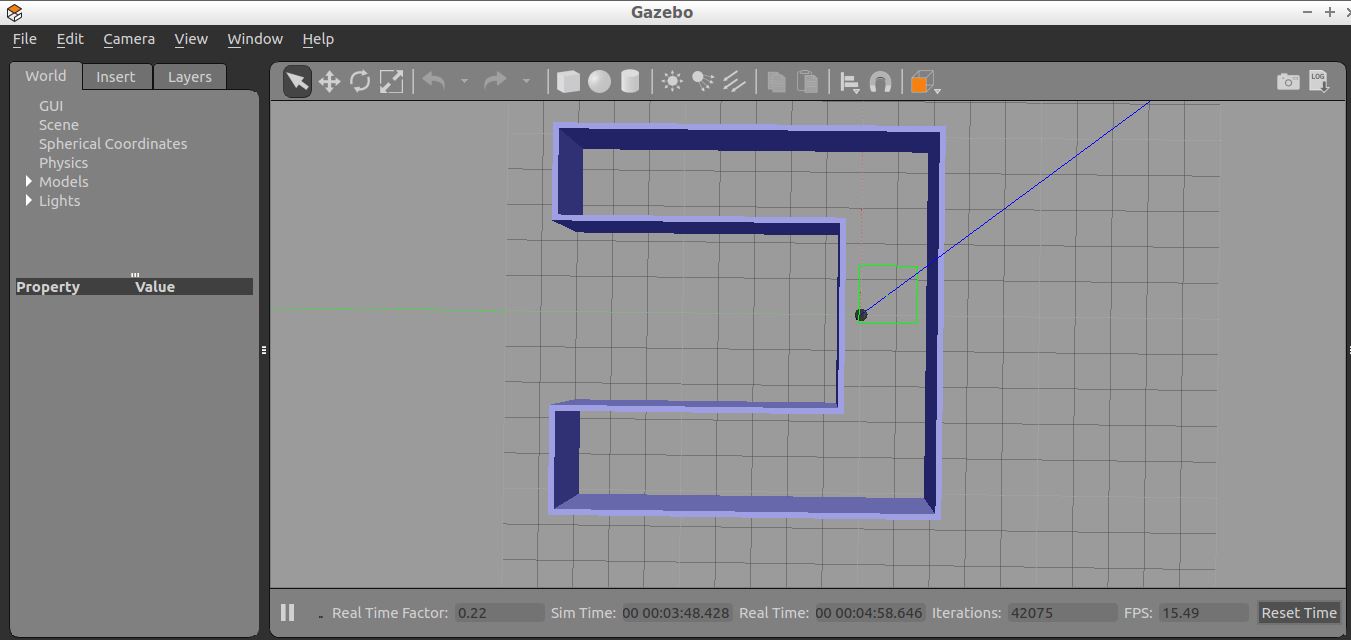 Gazebo
File Edit Camera View Window Help
World Insert Layers
GUI
Scene
Spherical Coordinates
Physics
Models
Lights
Property Value
LOG
Real Time Factor: 0.22 Sim Time: 00 00:03:48.428 Real Time: 00 00:04:58.646 Iterations: 42075 FPS: 15.49 Reset Time